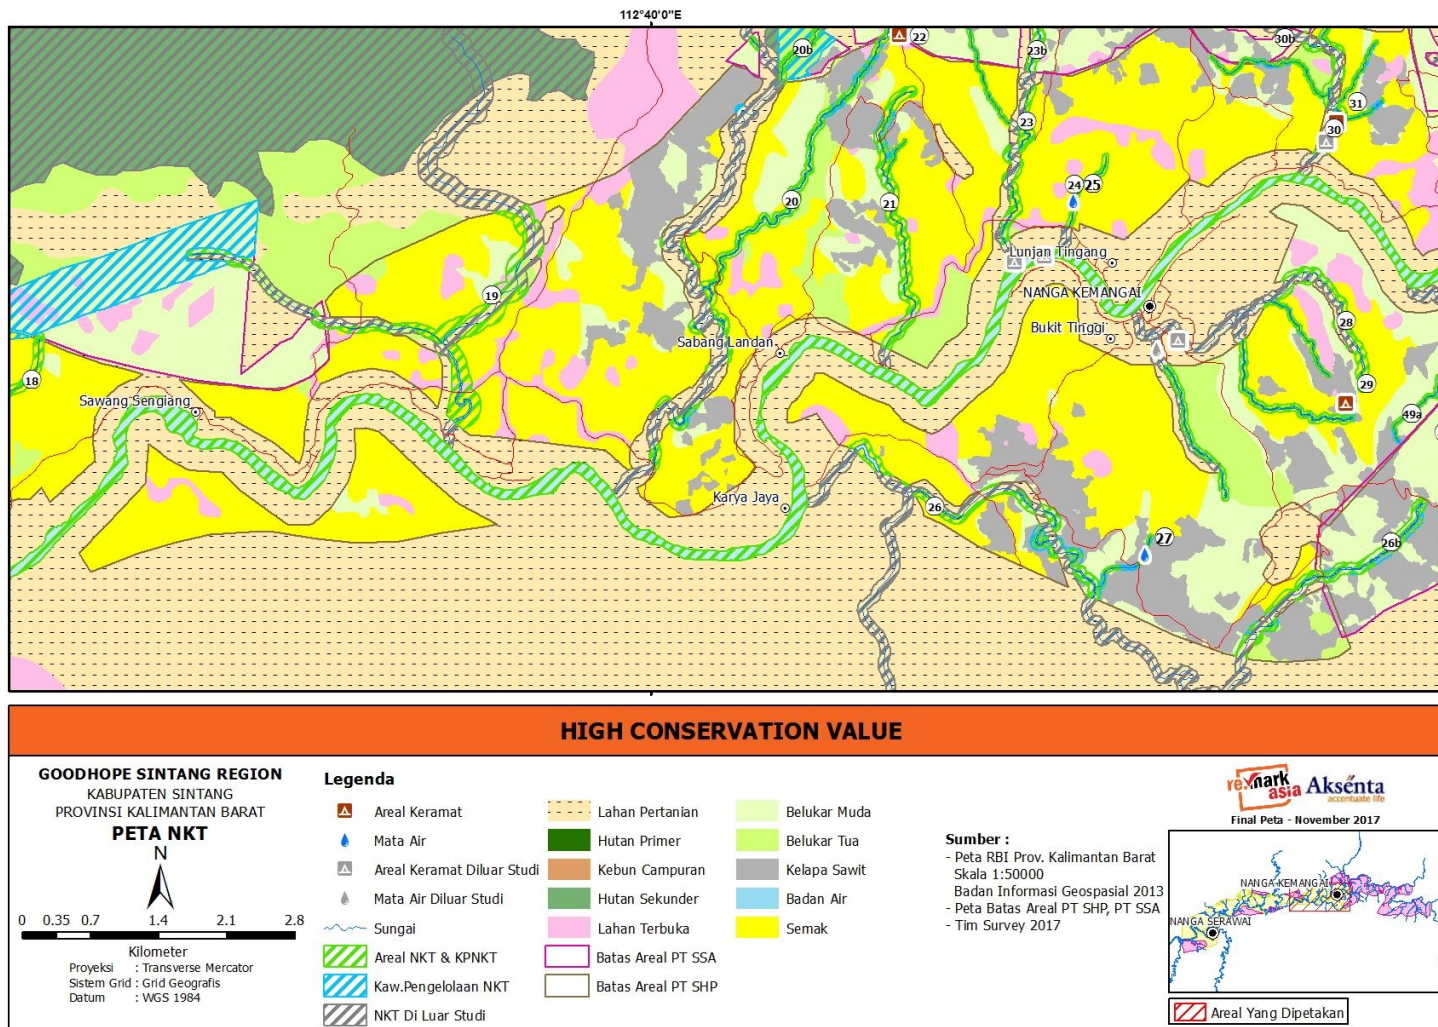 112°40'0"E
20b
22
23b
30b
31
30
23
24
25
20
21
Lunjan Tingang
NANGA KEMANGAI
19
Bukit Tinggi
28
Sabang Landan
18
29
Sawang Sengiang
49a
Karya Jaya
26
27
26b
HIGH CONSERVATION VALUE
GOODHOPE SINTANG REGION
KABUPATEN SINTANG
PROVINSI KALIMANTAN BARAT
PETA NKT
N
0 0.35 0.7 1.4 2.1 2.8
Kilometer
Proyeksi : Transverse Mercator
Sistem Grid : Grid Geografis
Datum : WGS 1984
Legenda
Areal Keramat
Mata Air
Areal Keramat Diluar Studi
Mata Air Diluar Studi
Sungai
Areal NKT & KPNKT
Kaw.Pengelolaan NKT
NKT Di Luar Studi
Lahan Pertanian
Hutan Primer
Kebun Campuran
Hutan Sekunder
Lahan Terbuka
Batas Areal PT SSA
Batas Areal PT SHP
Belukar Muda
Belukar Tua
Kelapa Sawit
Badan Air
Semak
Sumber :
- Peta RBI Prov. Kalimantan Barat
Skala 1:50000
Badan Informasi Geospasial 2013
- Peta Batas Areal PT SHP, PT SSA
- Tim Survey 2017
re.mark asia
Aksenta
accentuate life
Final Peta - November 2017
NANGA KEMANGAI
NANGA SERAWAI
Areal Yang Dipetakan